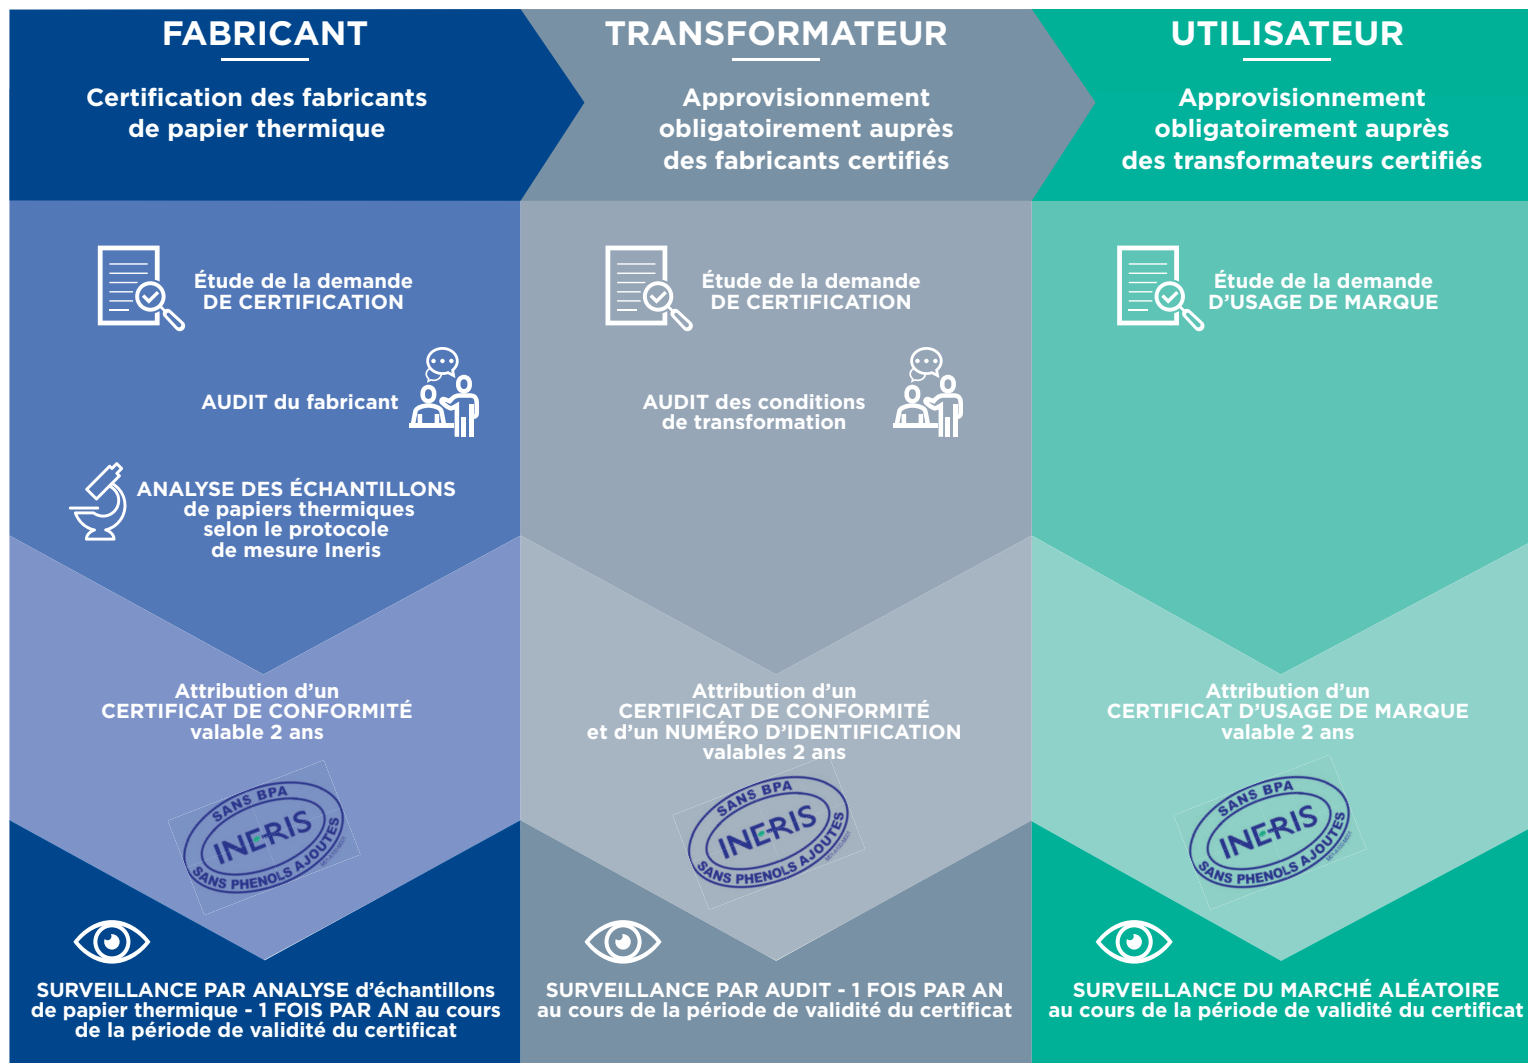 FABRICANT
Certification des fabricants
de papier thermique
Étude de la demande
DE CERTIFICATION
AUDIT du fabricant
ANALYSE DES ÉCHANTILLONS
de papiers thermiques
selon le protocole
de mesure Ineris
Attribution d'un
CERTIFICAT DE CONFORMITÉ
valable 2 ans
SANS BPA
INERIS
SANS PHENOLS AJOUTES
SURVEILLANCE PAR ANALYSE d'échantillons
de papier thermique - 1 FOIS PAR AN au cours
de la période de validité du certificat
TRANSFORMATEUR
Approvisionnement
obligatoirement auprès
des fabricants certifiés
Étude de la demande
DE CERTIFICATION
AUDIT des conditions
de transformation
Attribution d'un
CERTIFICAT DE CONFORMITÉ
et d'un NUMÉRO D'IDENTIFICATION
valables 2 ans
SANS BPA
INERIS
SANS PHENOLS AJOUTES
SURVEILLANCE PAR AUDIT - 1 FOIS PAR AN
au cours de la période de validité du certificat
UTILISATEUR
Approvisionnement
obligatoirement auprès
des transformateurs certifiés
Étude de la demande
D'USAGE DE MARQUE
Attribution d'un
CERTIFICAT D'USAGE DE MARQUE
valable 2 ans
SANS BPA
INERIS
SANS PHENOLS AJOUTES
SURVEILLANCE DU MARCHÉ ALÉATOIRE
au cours de la période de validité du certificat